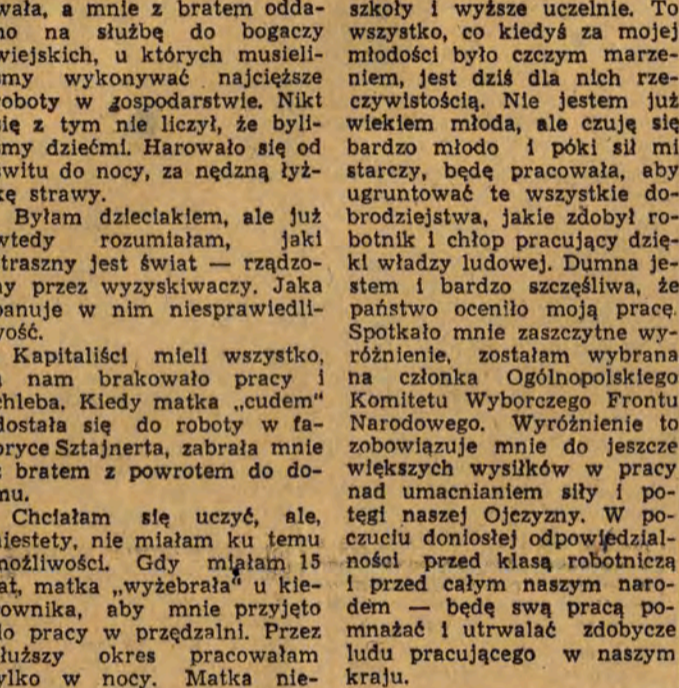 wała, a mnie z bratem odda-
no na służbę do bogaczy
wiejskich, u których musieli-
śmy wykonywać najcięższe
roboty w gospodarstwie. Nikt
się z tym nie liczył, że byli-
śmy dziećmi. Harowało się od
świtu do nocy, za nędzną łyż-
kę strawy.
Byłam dzieciakiem, ale już
wtedy rozumiałam, jaki
straszny jest świat — rządzo-
ny przez wyzyskiwaczy. Jaka
panuje w nim niesprawiedli-
wość.
Kapitaliści mieli wszystko,
a nam brakowało pracy i
chleba. Kiedy matka „cudem"
dostała się do roboty w fa-
bryce Sztajnerta, zabrała mnie
z bratem z powrotem do do-
mu.
Chciałam się uczyć, ale,
niestety, nie miałam ku temu
możliwości. Gdy miałam 15
lat, matka „wyżebrała" u kie-
rownika, aby mnie przyjęto
do pracy w przędzalni. Przez
dłuższy okres pracowałam
tylko w nocy. Matka nie-
szkoły i wyższe uczelnie. To
wszystko, co kiedyś za mojej
młodości było czczym marze-
niem, jest dziś dla nich rze-
czywistością. Nie jestem już
wiekiem młoda, ale czuję się
bardzo młodo i póki sił mi
starczy, będę pracowała, aby
ugruntować te wszystkie do-
brodziejstwa, jakie zdobył ro-
botnik i chłop pracujący dzię-
ki władzy ludowej. Dumna je-
stem i bardzo szczęśliwa, że
państwo oceniło moją pracę.
Spotkało mnie zaszczytne wy-
różnienie, zostałam wybrana
na członka Ogólnopolskiego
Komitetu Wyborczego Frontu
Narodowego. Wyróżnienie to
zobowiązuje mnie do jeszcze
większych wysiłków w pracy
nad umacnianiem siły i po-
tęgi naszej Ojczyzny. W po-
czuciu doniosłej odpowiedzial-
ności przed klasą robotniczą
i przed całym naszym naro-
dem — będę swą pracą po-
mnażać i utrwalać zdobycze
ludu pracującego w naszym
kraju.